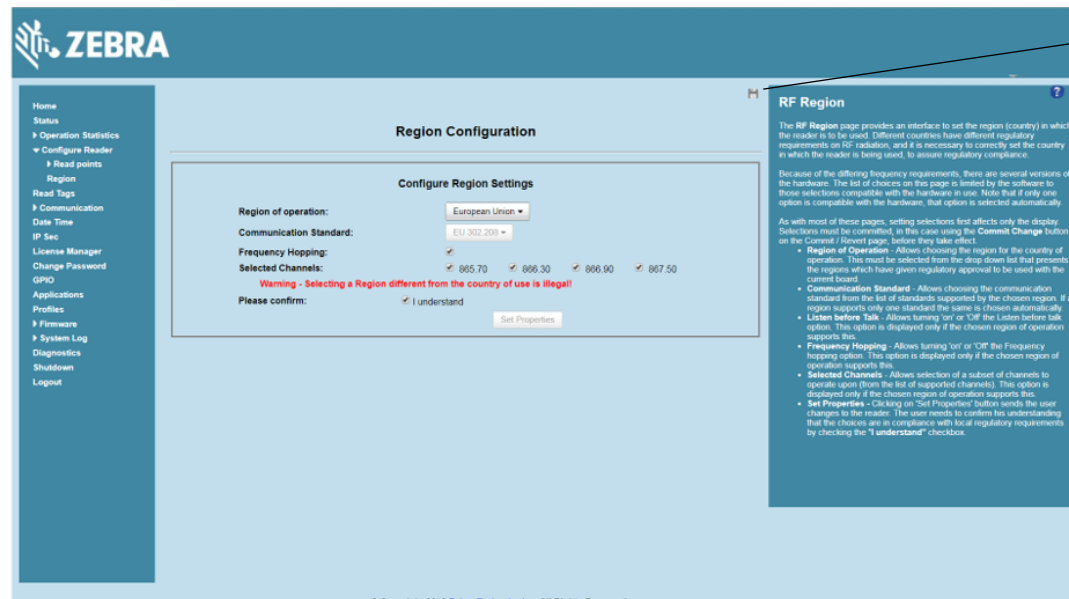 ZEBRA
Home
Status
Operation Statistics
Configure Reader
Read points
Region
Read Tags
Communication
Date Time
IP Sec
License Manager
Change Password
GPIO
Applications
Profiles
Firmware
System Log
Diagnostics
Shutdown
Logout
Region Configuration
Configure Region Settings
Region of operation: European Union
Communication Standard: EU 302.208
Frequency Hopping:
Selected Channels: 865.70 866.30 866.90 867.50
Warning - Selecting a Region different from the country of use is illegal!
Please confirm: I understand
Set Properties
?
RF Region
The RF Region page provides an interface to set the region (country) in which
the reader is to be used. Different countries have different regulatory
requirements on RF radiation, and it is necessary to correctly set the country
in which the reader is being used, to assure regulatory compliance.
Because of the differing frequency requirements, there are several versions of
the hardware. The list of choices on this page is limited by the software to
those selections compatible with the hardware in use. Note that if only one
option is compatible with the hardware, that option is selected automatically.
As with most of these pages, setting selections first affects only the display.
Selections must be committed, in this case using the Commit Change button
on the Commit / Revert page, before they take effect.
• Region of Operation - Allows choosing the region for the country of
operation. This must be selected from the drop down list that presents
the regions which have given regulatory approval to be used with the
current board.
• Communication Standard - Allows choosing the communication
standard from the list of standards supported by the chosen region. If a
region supports only one standard the same is chosen automatically.
• Listen before Talk - Allows turning 'on' or 'Off' the Listen before talk
option. This option is displayed only if the chosen region of operation
supports this.
• Frequency Hopping - Allows turning 'on' or 'Off' the Frequency
hopping option. This option is displayed only if the chosen region of
operation supports this.
• Selected Channels - Allows selection of a subset of channels to
operate upon (from the list of supported channels). This option is
displayed only if the chosen region of operation supports this.
• Set Properties - Clicking on 'Set Properties' button sends the user
changes to the reader. The user needs to confirm his understanding
that the choices are in compliance with local regulatory requirements
by checking the "I understand" checkbox.